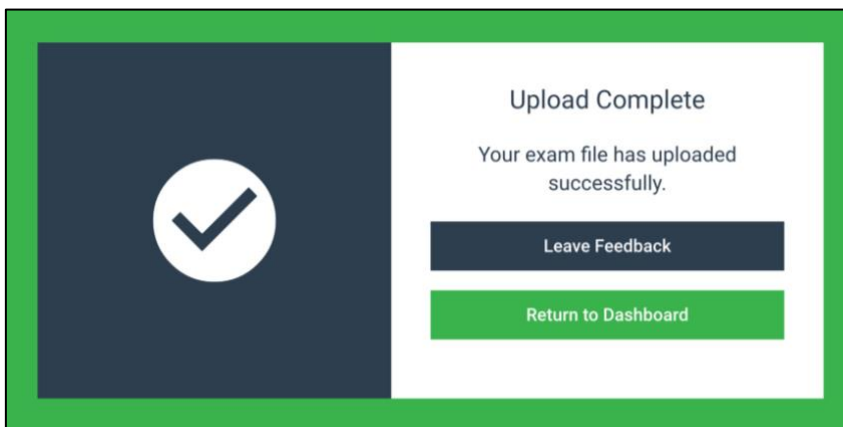 Upload Complete
Your exam file has uploaded
successfully.
Leave Feedback
Return to Dashboard